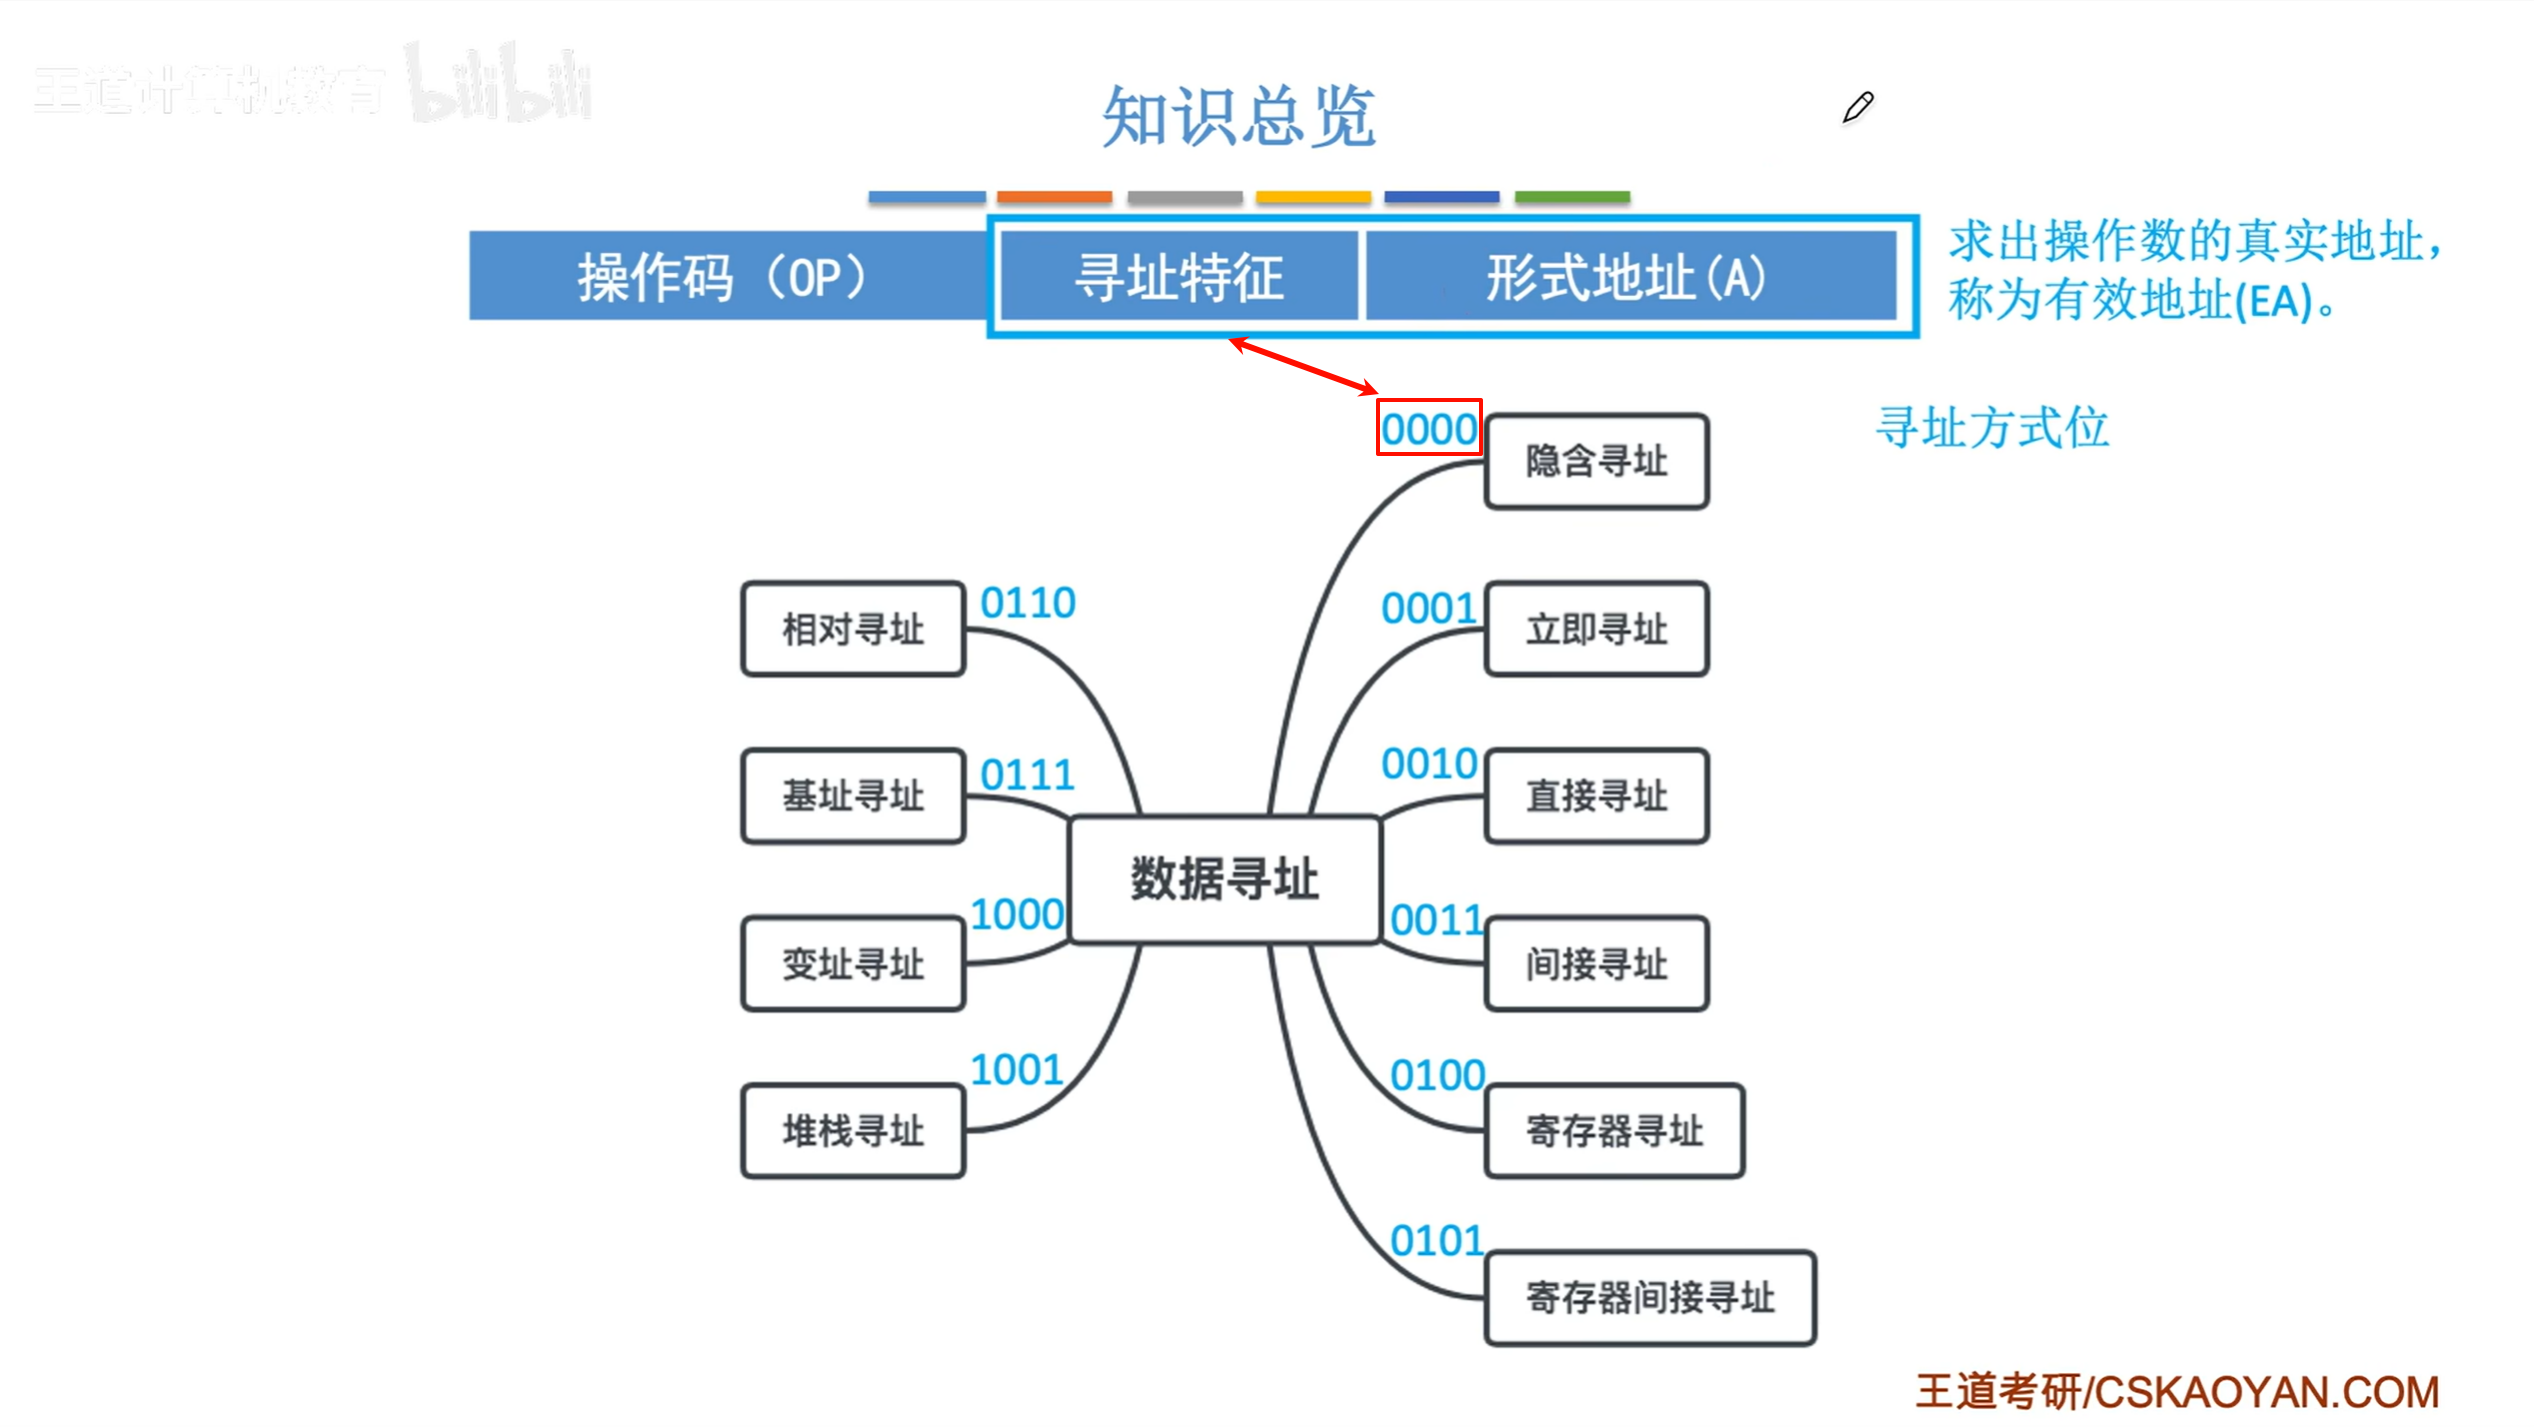 王道计算机教育 bilibili
知识总览
操作码（OP） 寻址特征 形式地址(A)
求出操作数的真实地址，
称为有效地址(EA)。
0000 隐含寻址
寻址方式位
相对寻址 0110
0001 立即寻址
基址寻址 0111
0010 直接寻址
数据寻址
变址寻址 1000
0011 间接寻址
堆栈寻址 1001
0100 寄存器寻址
0101 寄存器间接寻址
王道考研/CSKAOYAN.COM